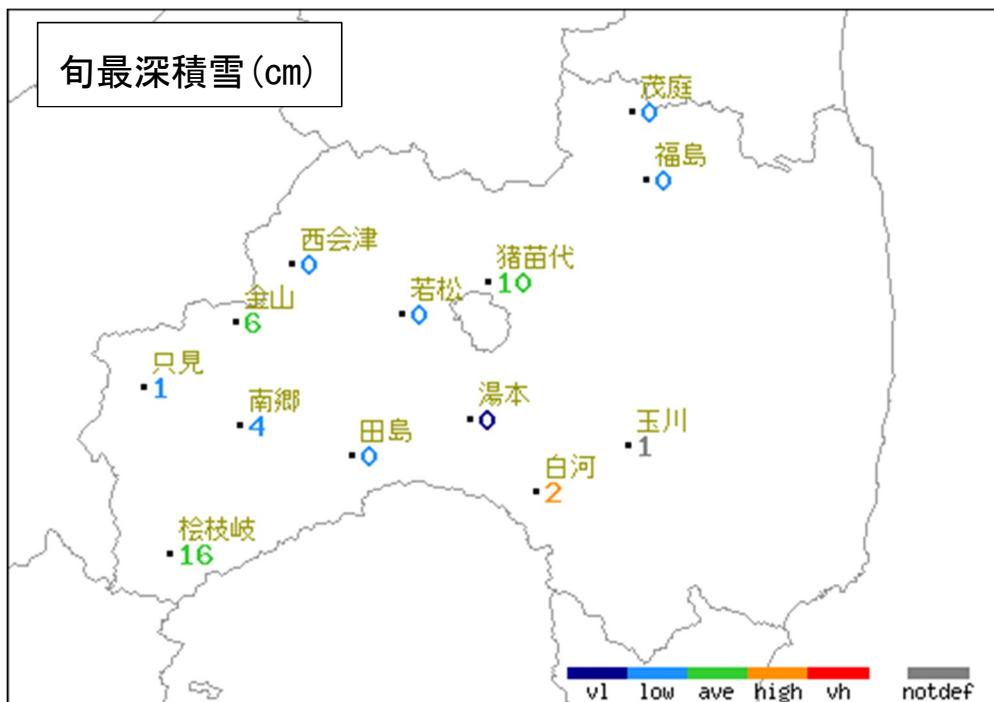 旬最深積雪(cm)
茂庭
0
福島
0
西会津
0
猪苗代
10
金山
6
若松
0
只見
1
南郷
4
湯本
0
田島
0
玉川
1
白河
2
桧枝岐
16
vl low ave high vh notdef